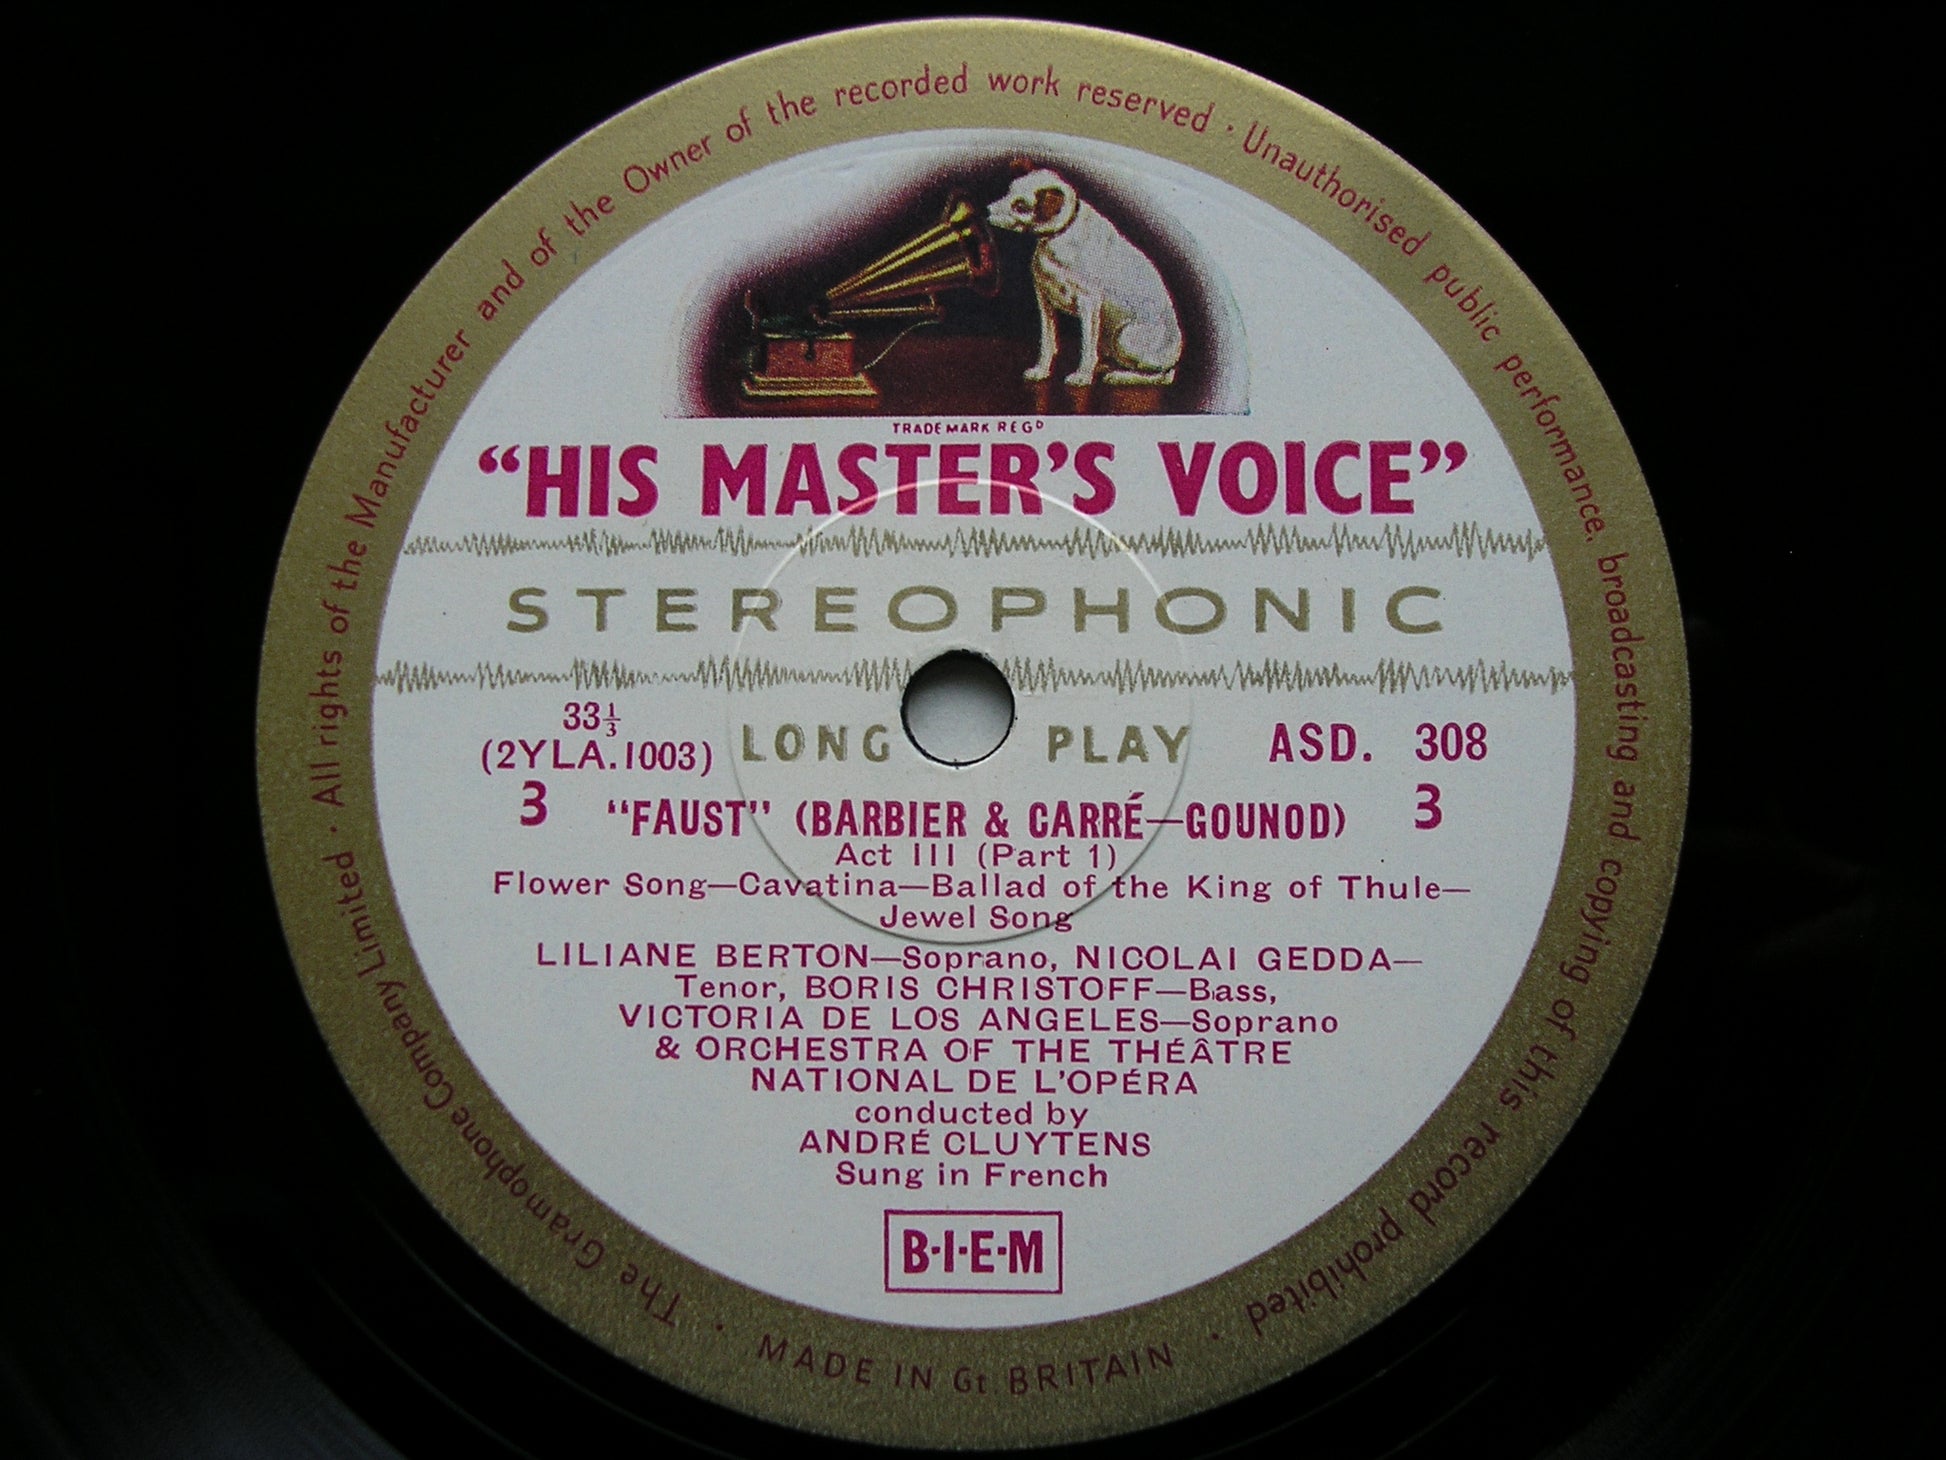 The Gramophone Company Limited · All rights of the Manufacturer and of the Owner of the recorded work reserved · Unauthorised public performance, broadcasting and copying of this record prohibited ·
TRADE MARK REGD
“HIS MASTER’S VOICE”
STEREOPHONIC
33⅓
(2YLA.1003)
LONG PLAY
ASD. 308
3 “FAUST” (BARBIER & CARRÉ—GOUNOD) 3
Act III (Part 1)
Flower Song—Cavatina—Ballad of the King of Thule—
Jewel Song
LILIANE BERTON—Soprano, NICOLAI GEDDA—
Tenor, BORIS CHRISTOFF—Bass,
VICTORIA DE LOS ANGELES—Soprano
& ORCHESTRA OF THE THÉÂTRE
NATIONAL DE L’OPÉRA
conducted by
ANDRÉ CLUYTENS
Sung in French
B·I·E·M
· MADE IN Gt. BRITAIN